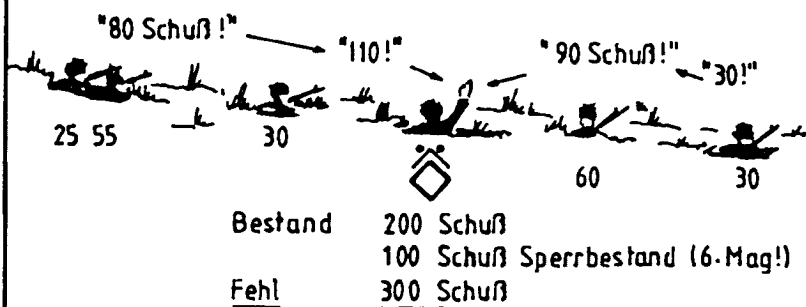 "80 Schuß!"
"110!"
"90 Schuß!"
"30!"
25 55
30
60
30
Bestand 200 Schuß
100 Schuß Sperrbestand (6.Mag!)
Fehl 300 Schuß